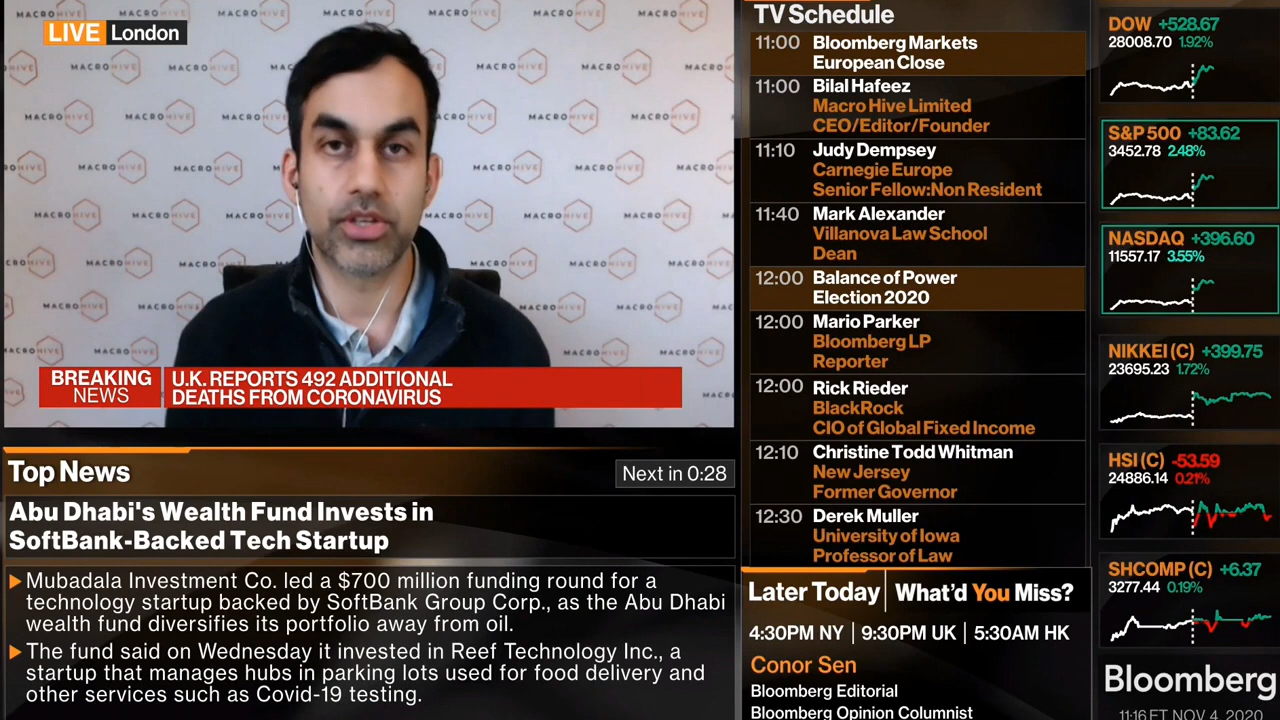 LIVE London
MACROHIVE
BREAKING NEWS
U.K. REPORTS 492 ADDITIONAL
DEATHS FROM CORONAVIRUS
Top News
Next in 0:28
Abu Dhabi's Wealth Fund Invests in
SoftBank-Backed Tech Startup
Mubadala Investment Co. led a $700 million funding round for a
technology startup backed by SoftBank Group Corp., as the Abu Dhabi
wealth fund diversifies its portfolio away from oil.
The fund said on Wednesday it invested in Reef Technology Inc., a
startup that manages hubs in parking lots used for food delivery and
other services such as Covid-19 testing.
TV Schedule
11:00 Bloomberg Markets
European Close
11:00 Bilal Hafeez
Macro Hive Limited
CEO/Editor/Founder
11:10 Judy Dempsey
Carnegie Europe
Senior Fellow:Non Resident
11:40 Mark Alexander
Villanova Law School
Dean
12:00 Balance of Power
Election 2020
12:00 Mario Parker
Bloomberg LP
Reporter
12:00 Rick Rieder
BlackRock
CIO of Global Fixed Income
12:10 Christine Todd Whitman
New Jersey
Former Governor
12:30 Derek Muller
University of Iowa
Professor of Law
Later Today What'd You Miss?
4:30PM NY | 9:30PM UK | 5:30AM HK
Conor Sen
Bloomberg Editorial
Bloomberg Opinion Columnist
DOW +528.67
28008.70 1.92%
S&P 500 +83.62
3452.78 2.48%
NASDAQ +396.60
11557.17 3.55%
NIKKEI (C) +399.75
23695.23 1.72%
HSI (C) -53.59
24886.14 0.21%
SHCOMP (C) +6.37
3277.44 0.19%
Bloomberg
11:16 ET NOV 4, 2020